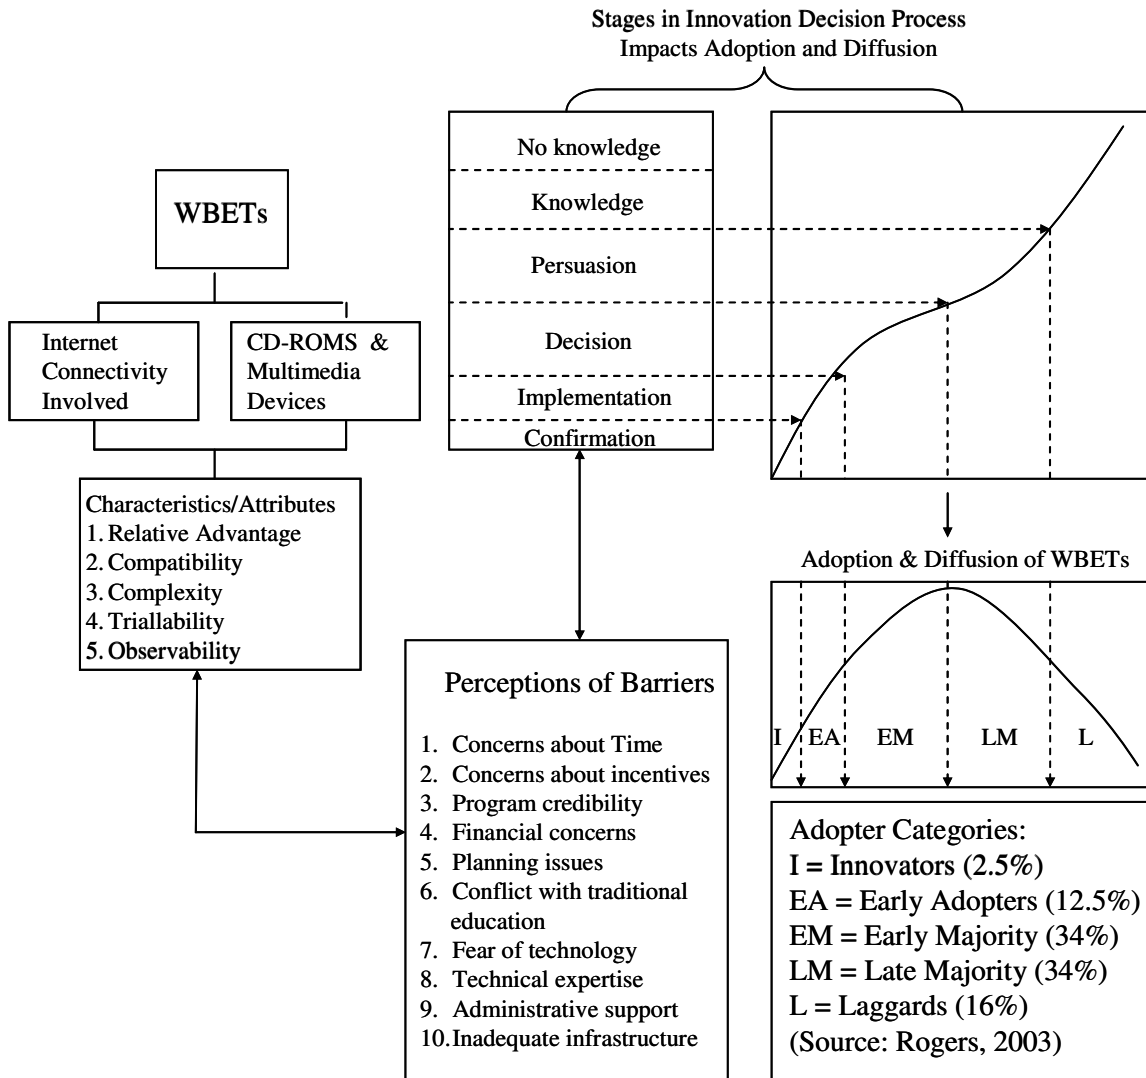 Stages in Innovation Decision Process
Impacts Adoption and Diffusion
No knowledge
Knowledge
Persuasion
Decision
Implementation
Confirmation
WBETs
Internet
Connectivity
Involved
CD-ROMS &
Multimedia
Devices
Characteristics/Attributes
1. Relative Advantage
2. Compatibility
3. Complexity
4. Triallability
5. Observability
Perceptions of Barriers
1. Concerns about Time
2. Concerns about incentives
3. Program credibility
4. Financial concerns
5. Planning issues
6. Conflict with traditional
education
7. Fear of technology
8. Technical expertise
9. Administrative support
10. Inadequate infrastructure
Adoption & Diffusion of WBETs
I EA EM LM L
Adopter Categories:
I = Innovators (2.5%)
EA = Early Adopters (12.5%)
EM = Early Majority (34%)
LM = Late Majority (34%)
L = Laggards (16%)
(Source: Rogers, 2003)